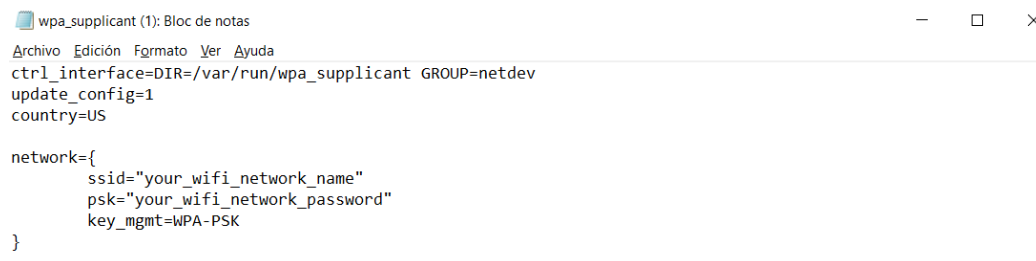 wpa_supplicant (1): Bloc de notas
Archivo Edición Formato Ver Ayuda
ctrl_interface=DIR=/var/run/wpa_supplicant GROUP=netdev
update_config=1
country=US
network={
ssid="your_wifi_network_name"
psk="your_wifi_network_password"
key_mgmt=WPA-PSK
}